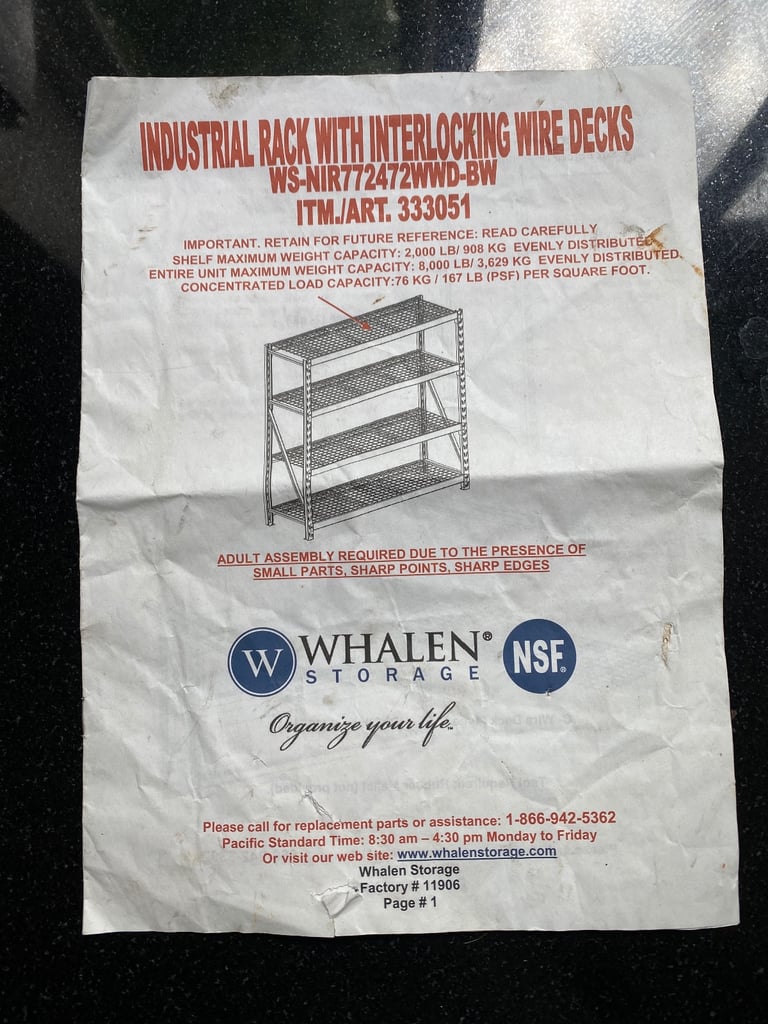 INDUSTRIAL RACK WITH INTERLOCKING WIRE DECKS
WS-NIR772472WWD-BW
ITM./ART. 333051
IMPORTANT. RETAIN FOR FUTURE REFERENCE: READ CAREFULLY
SHELF MAXIMUM WEIGHT CAPACITY: 2,000 LB/ 908 KG EVENLY DISTRIBUTED
ENTIRE UNIT MAXIMUM WEIGHT CAPACITY: 8,000 LB/ 3,629 KG EVENLY DISTRIBUTED.
CONCENTRATED LOAD CAPACITY:76 KG / 167 LB (PSF) PER SQUARE FOOT.
ADULT ASSEMBLY REQUIRED DUE TO THE PRESENCE OF
SMALL PARTS, SHARP POINTS, SHARP EDGES
W WHALEN®
STORAGE
NSF®
Organize your life.™
Please call for replacement parts or assistance: 1-866-942-5362
Pacific Standard Time: 8:30 am – 4:30 pm Monday to Friday
Or visit our web site: www.whalenstorage.com
Whalen Storage
Factory # 11906
Page # 1